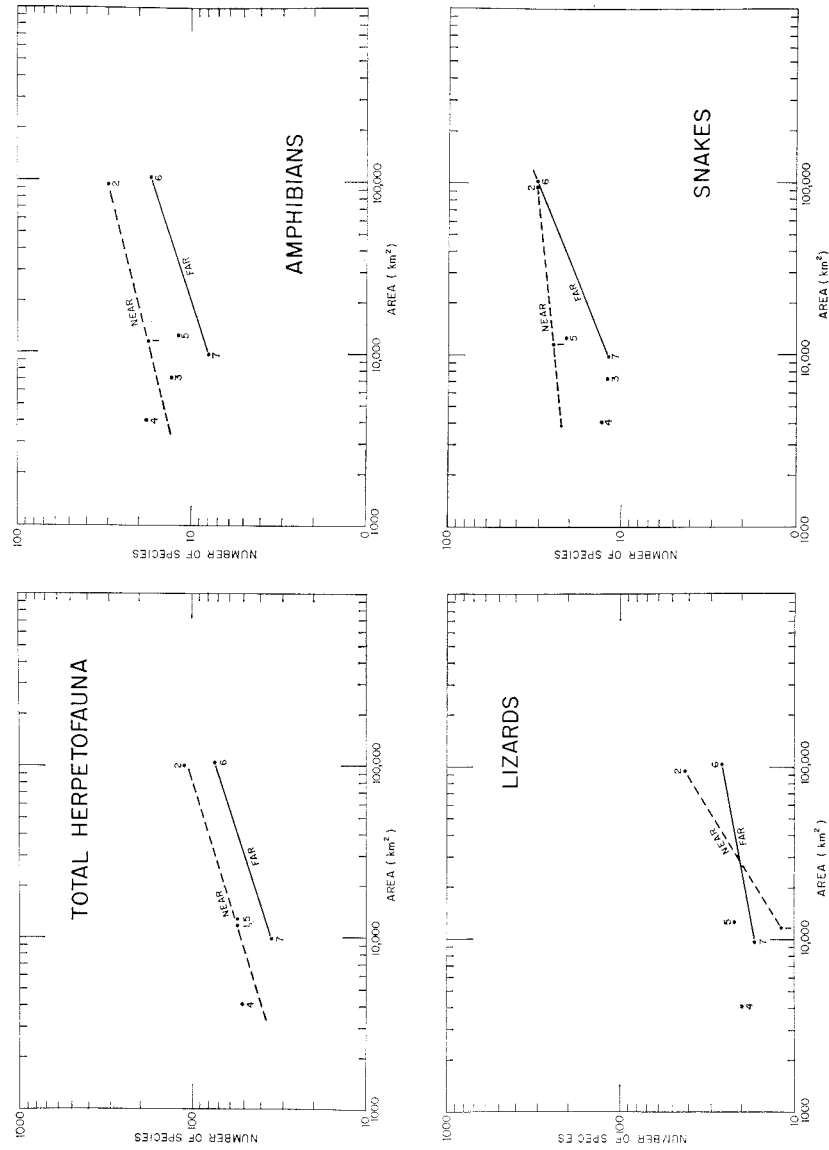 TOTAL HERPETOFAUNA
NUMBER OF SPECIES
1000
100
10
NEAR
FAR
2
6
1,5
7
4
1000
10,000
100,000
AREA ( km²)
AMPHIBIANS
NUMBER OF SPECIES
100
10
0
NEAR
FAR
2
6
1
5
7
3
4
1000
10,000
100,000
AREA ( km²)
LIZARDS
NUMBER OF SPECIES
1000
100
10
NEAR
FAR
2
6
5
7
1
4
1000
10,000
100,000
AREA ( km²)
SNAKES
NUMBER OF SPECIES
100
10
0
NEAR
FAR
2
6
1
5
7
3
4
1000
10,000
100,000
AREA (km²)